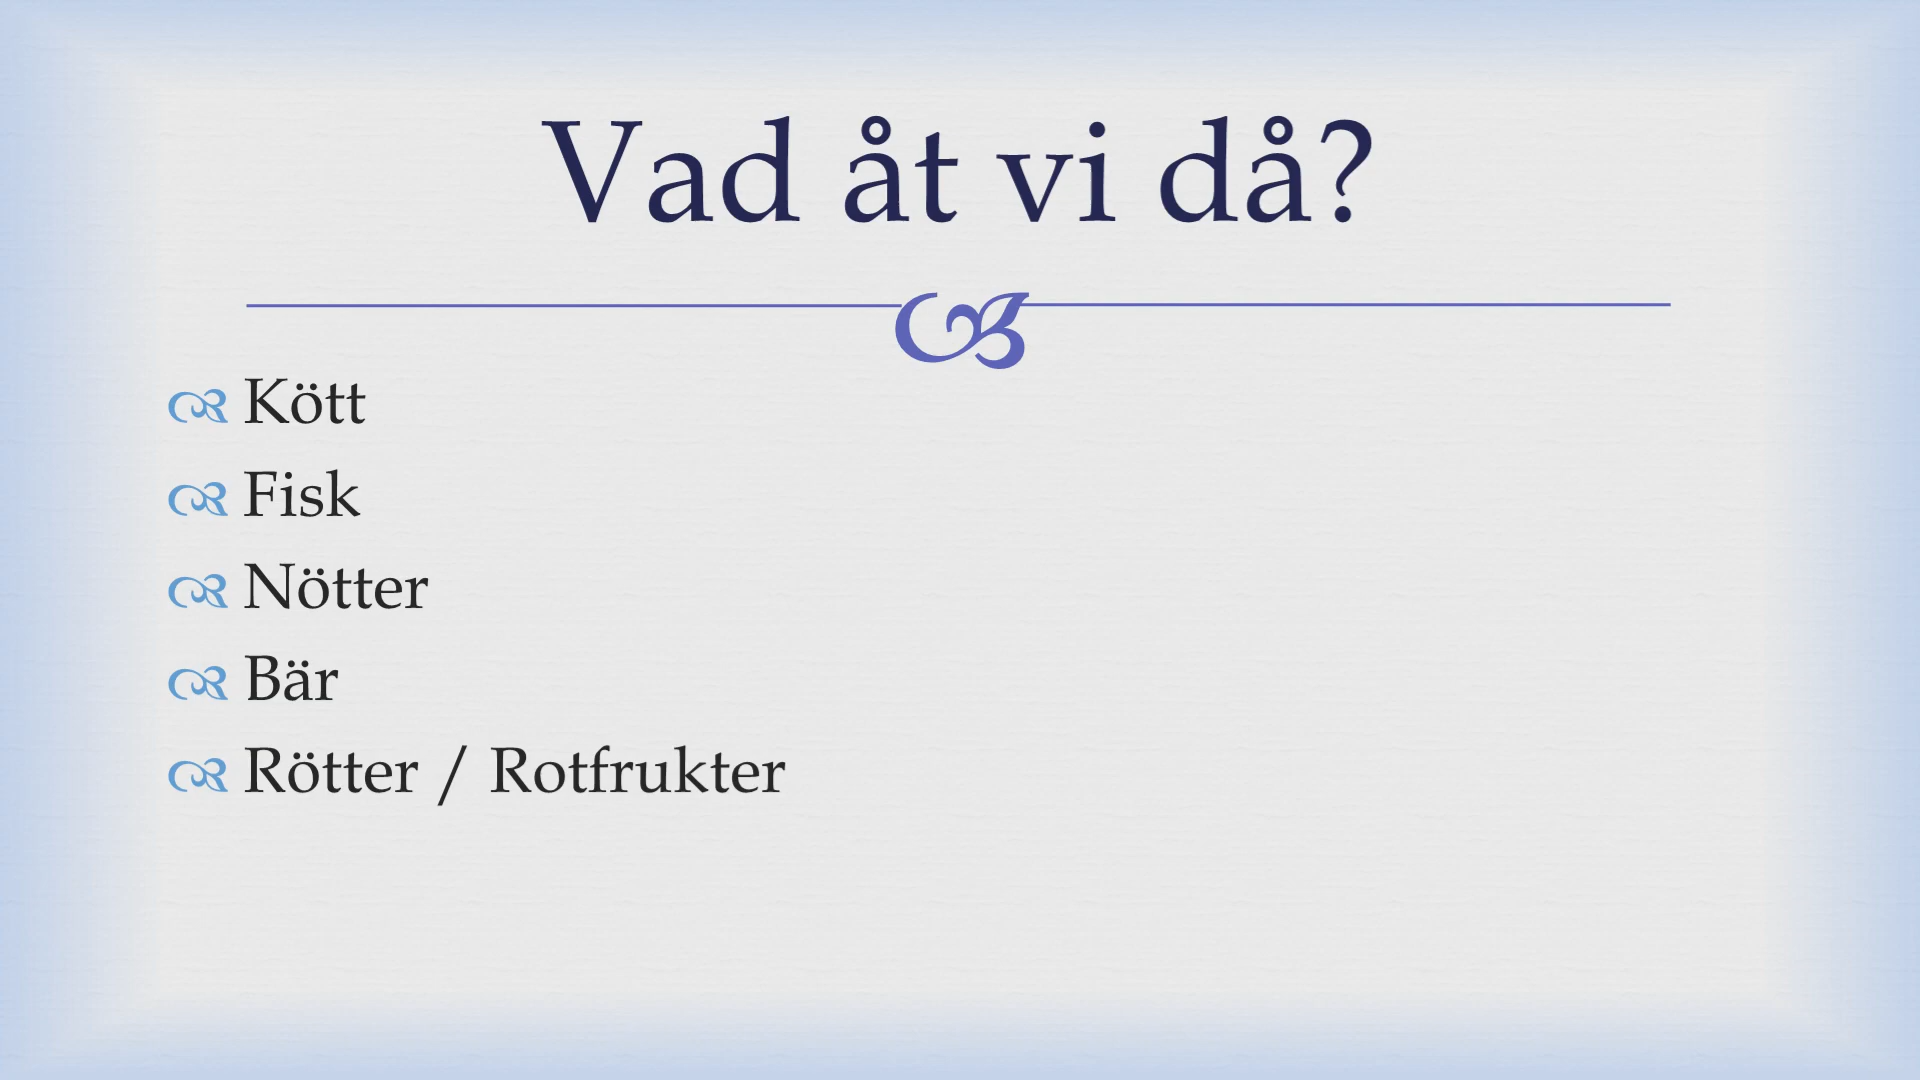 Vad åt vi då?
Kött
Fisk
Nötter
Bär
Rötter / Rotfrukter